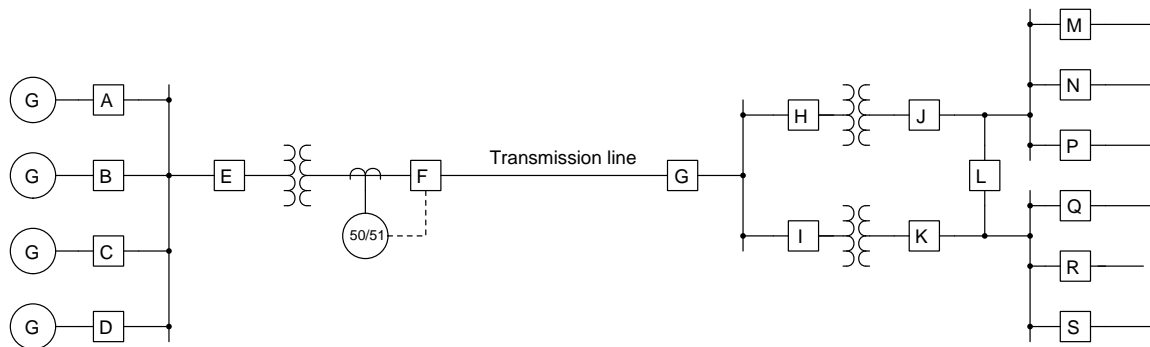 M
G A H J N
Transmission line
P
G B E F G L
Q
50/51 I K
G C R
G D S